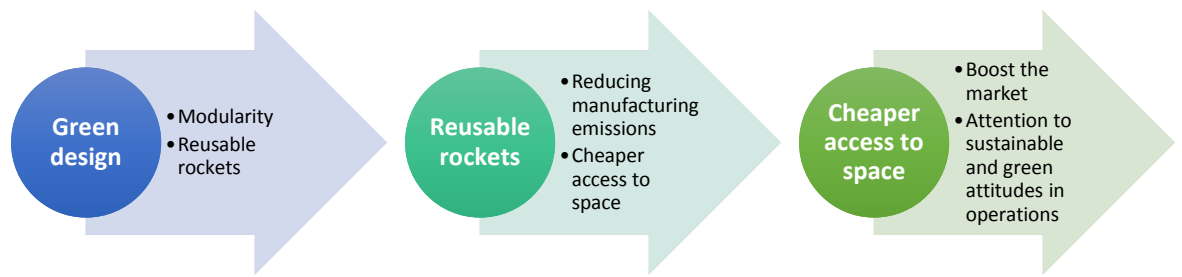 Green
design
• Modularity
• Reusable
rockets
Reusable
rockets
• Reducing
manufacturing
emissions
• Cheaper
access to
space
Cheaper
access to
space
• Boost the
market
• Attention to
sustainable
and green
attitudes in
operations